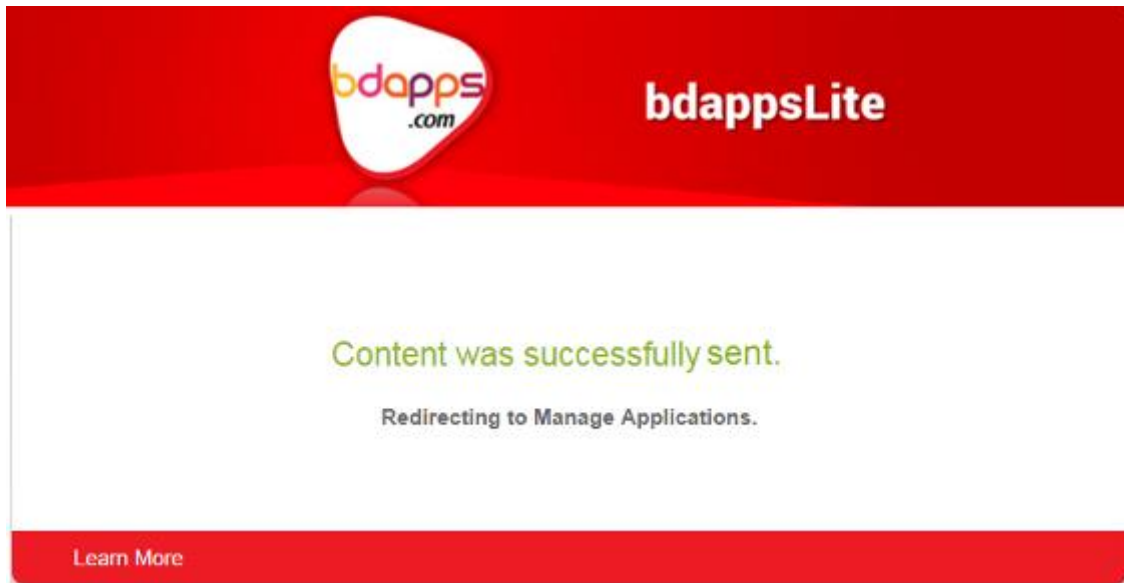 bdapps
.com
bdappsLite
Content was successfully sent.
Redirecting to Manage Applications.
Learn More